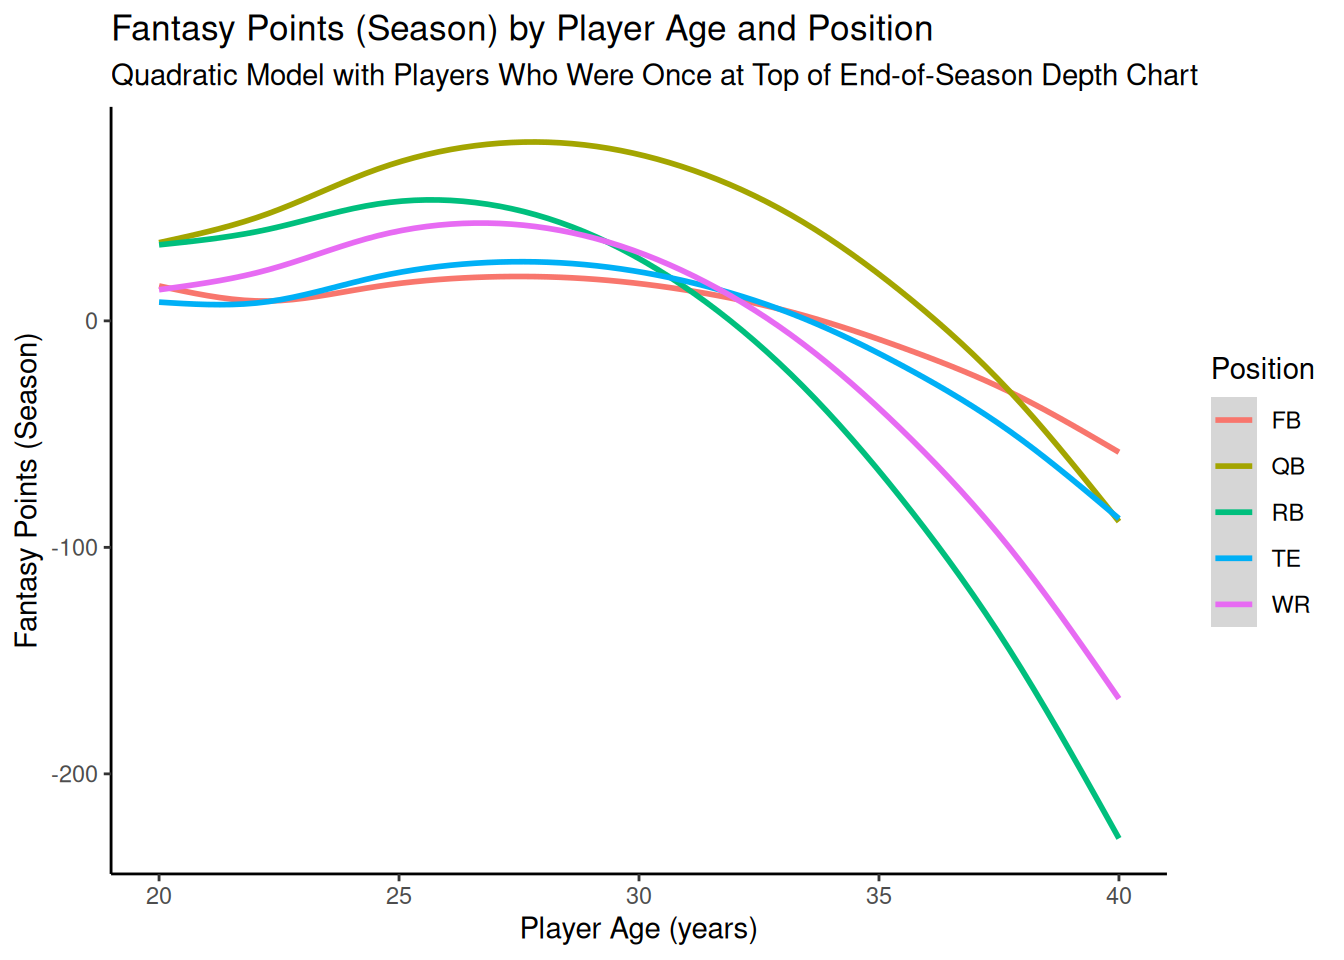 Fantasy Points (Season) by Player Age and Position
Quadratic Model with Players Who Were Once at Top of End-of-Season Depth Chart
Fantasy Points (Season)
0
-100
-200
20 25 30 35 40
Player Age (years)
Position
FB
QB
RB
TE
WR